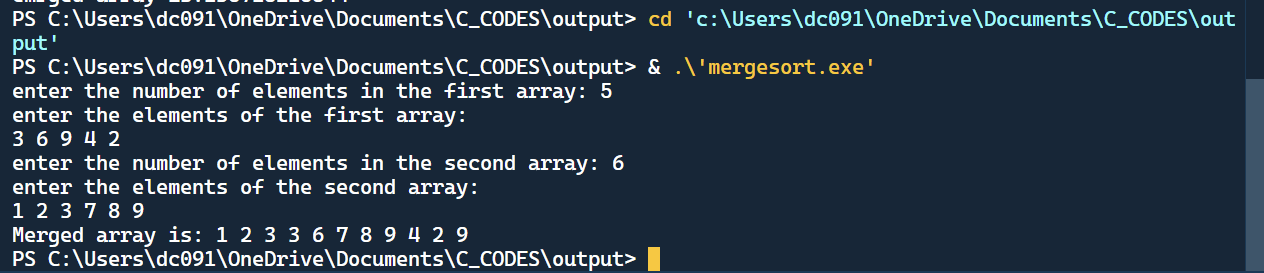 PS C:\Users\dc091\OneDrive\Documents\C_CODES\output> cd 'c:\Users\dc091\OneDrive\Documents\C_CODES\out
put'
PS C:\Users\dc091\OneDrive\Documents\C_CODES\output> & .\'mergesort.exe'
enter the number of elements in the first array: 5
enter the elements of the first array:
3 6 9 4 2
enter the number of elements in the second array: 6
enter the elements of the second array:
1 2 3 7 8 9
Merged array is: 1 2 3 3 6 7 8 9 4 2 9
PS C:\Users\dc091\OneDrive\Documents\C_CODES\output>